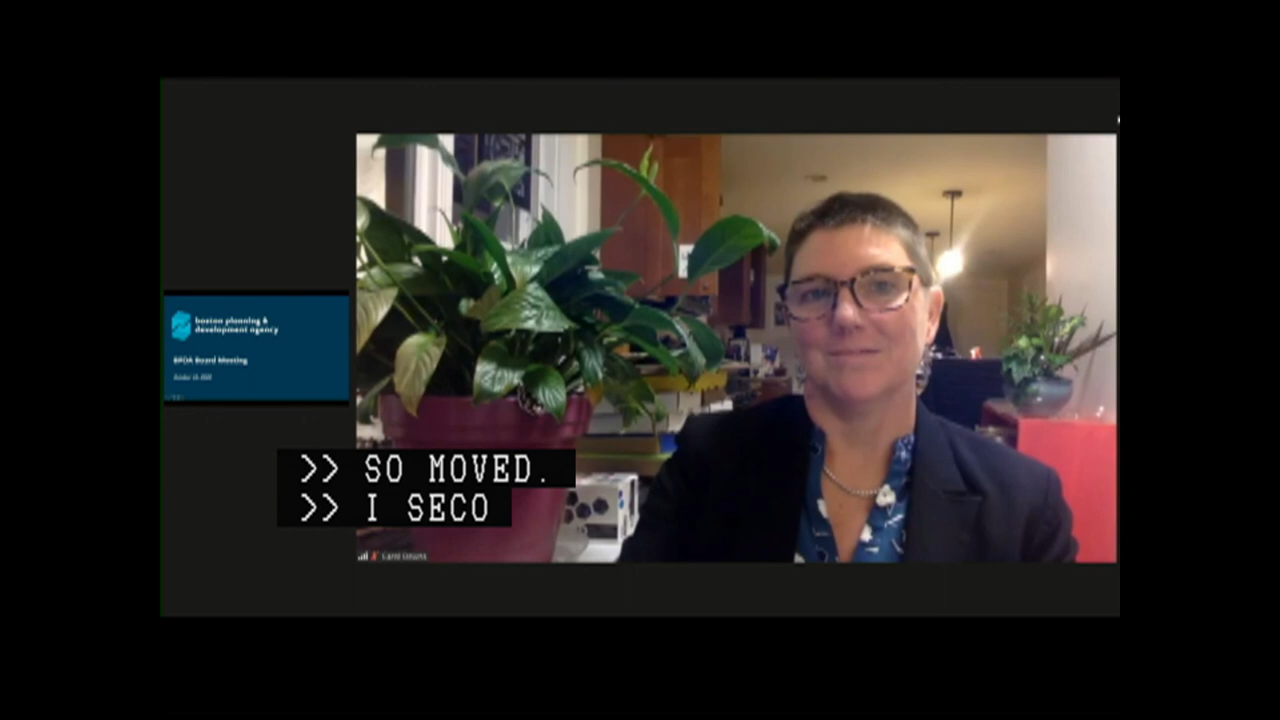 boston planning &
development agency
BPDA Board Meeting
>> SO MOVED.
>> I SECO